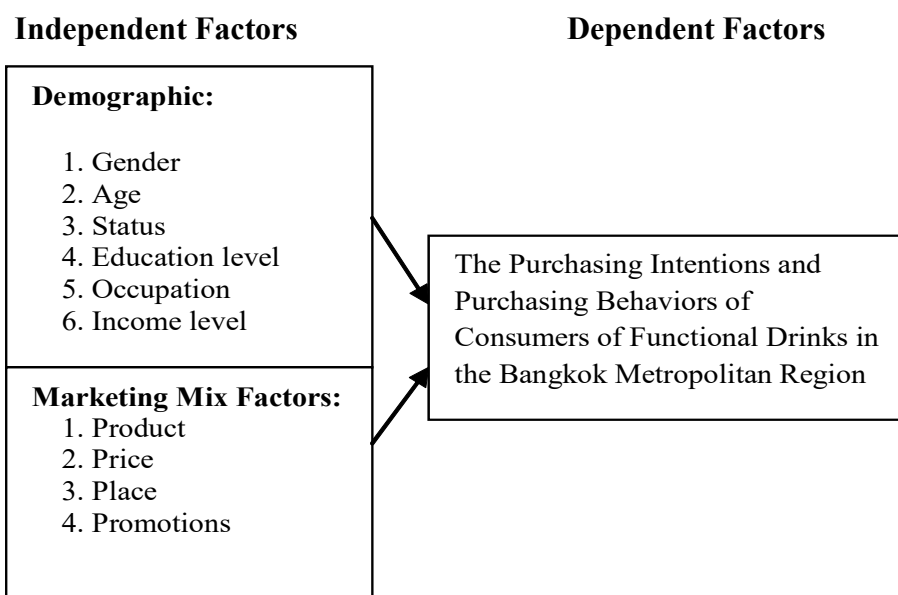 Independent Factors
Dependent Factors
Demographic:
1. Gender
2. Age
3. Status
4. Education level
5. Occupation
6. Income level
Marketing Mix Factors:
1. Product
2. Price
3. Place
4. Promotions
The Purchasing Intentions and
Purchasing Behaviors of
Consumers of Functional Drinks in
the Bangkok Metropolitan Region